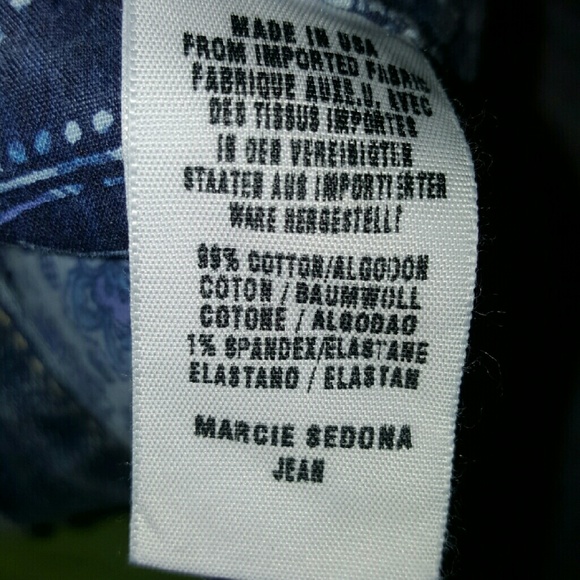 MADE IN USA
FROM IMPORTED FABRIC
FABRIQUE AUXE.U. AVEC
DES TISSUS IMPORTES
IN DEN VEREINIGTEN
STAATEN AUS IMPORTIERTER
WARE HERGESTELLT
99% COTTON/ALGODON
COTON / BAUMWOLL
COTONE / ALGODAO
1% SPANDEX/ELASTANE
ELASTANO / ELASTAN
MARCIE SEDONA
JEAN